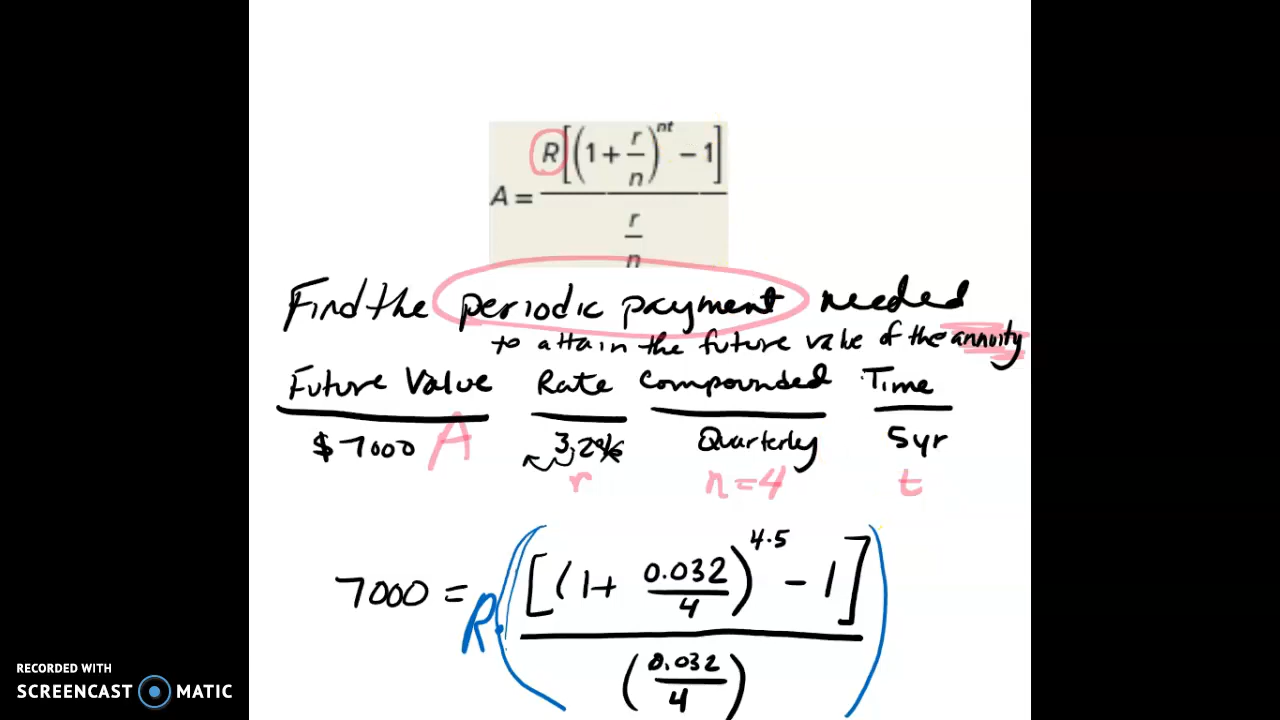 A = R[(1 + r/n)^nt − 1] / (r/n)
Find the periodic payment needed
to attain the future value of the annuity
Future Value Rate Compounded Time
$7000 A 3.2% Quarterly 5yr
r n=4 t
7000 = R·([(1+ 0.032/4)^4·5 − 1] / (0.032/4))
RECORDED WITH
SCREENCAST MATIC